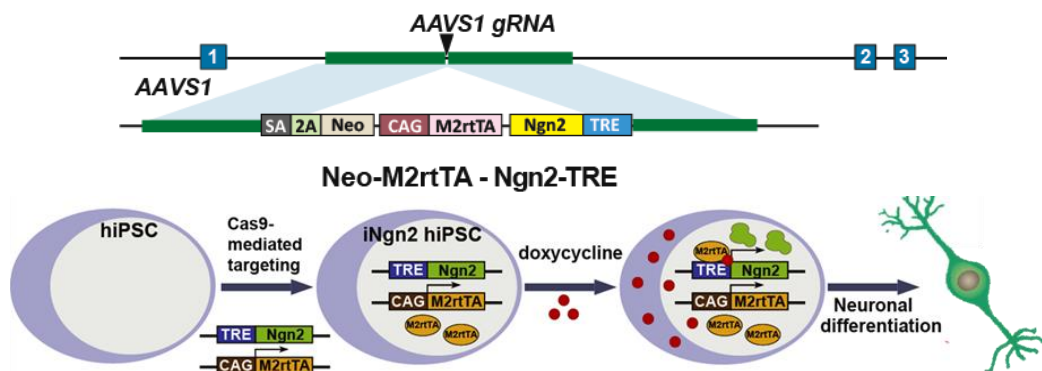 AAVS1 gRNA
1 2 3
AAVS1
SA 2A Neo CAG M2rtTA Ngn2 TRE
Neo-M2rtTA - Ngn2-TRE
hiPSC
Cas9-
mediated
targeting
TRE Ngn2
CAG M2rtTA
iNgn2 hiPSC
TRE Ngn2
CAG M2rtTA
M2rtTA M2rtTA
doxycycline
M2rtTA
TRE Ngn2
CAG M2rtTA
M2rtTA M2rtTA
Neuronal
differentiation